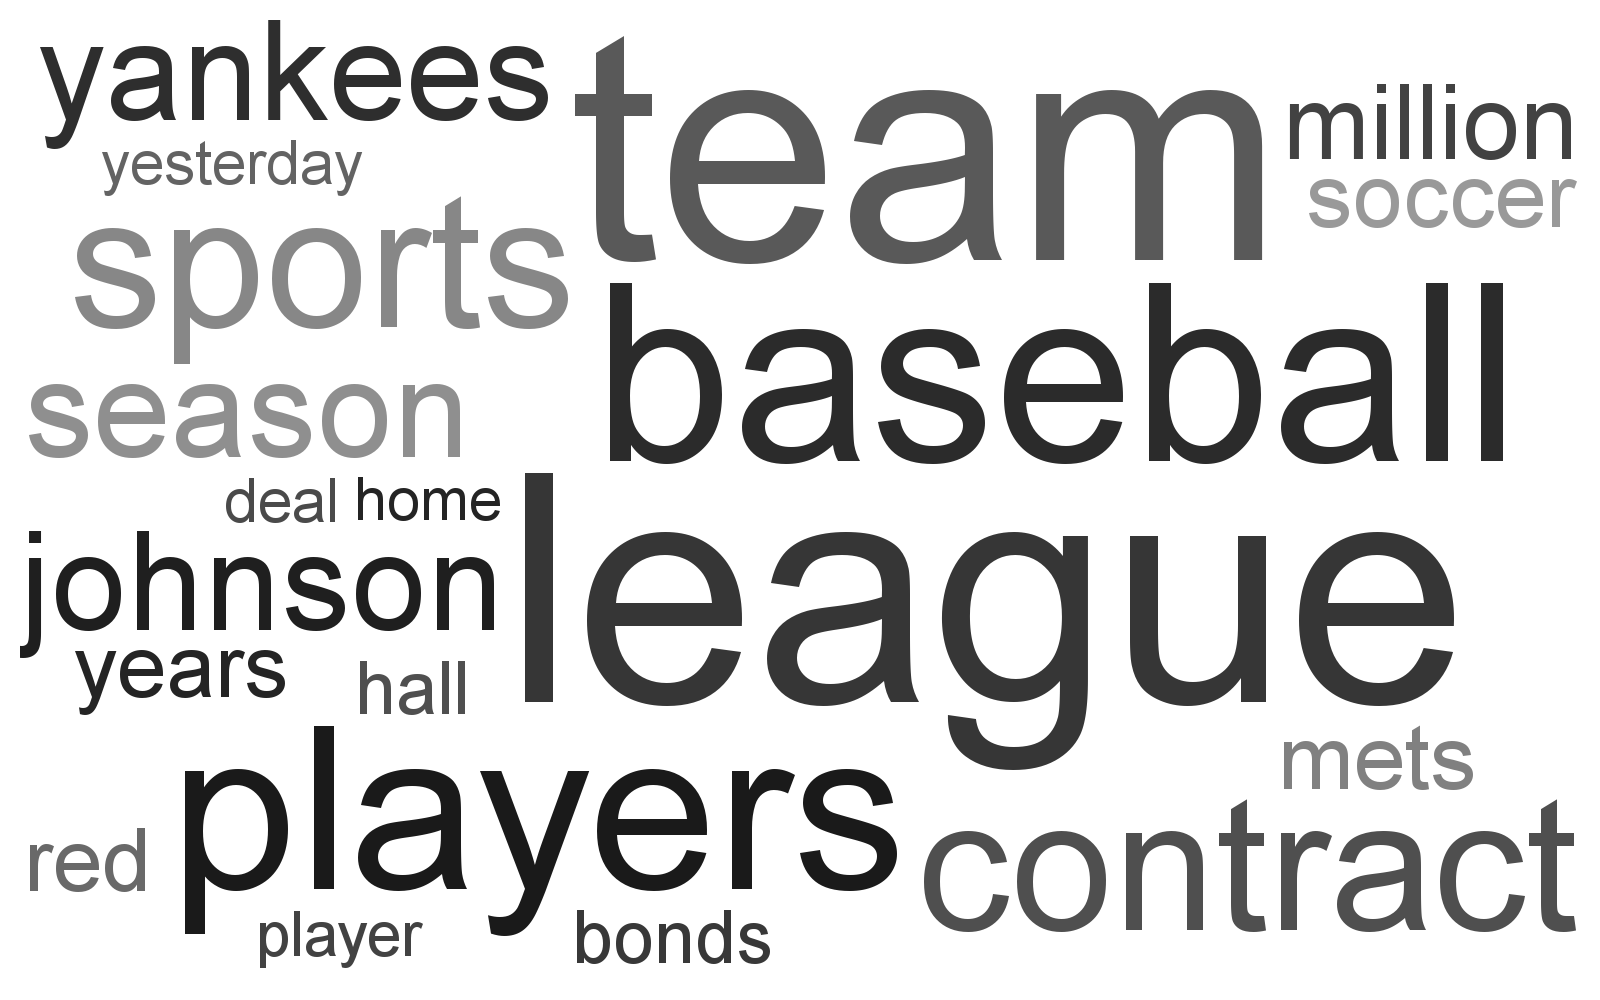 yankees
team
million
yesterday
soccer
sports
baseball
season
deal home
league
johnson
years
hall
players
mets
contract
red
player
bonds